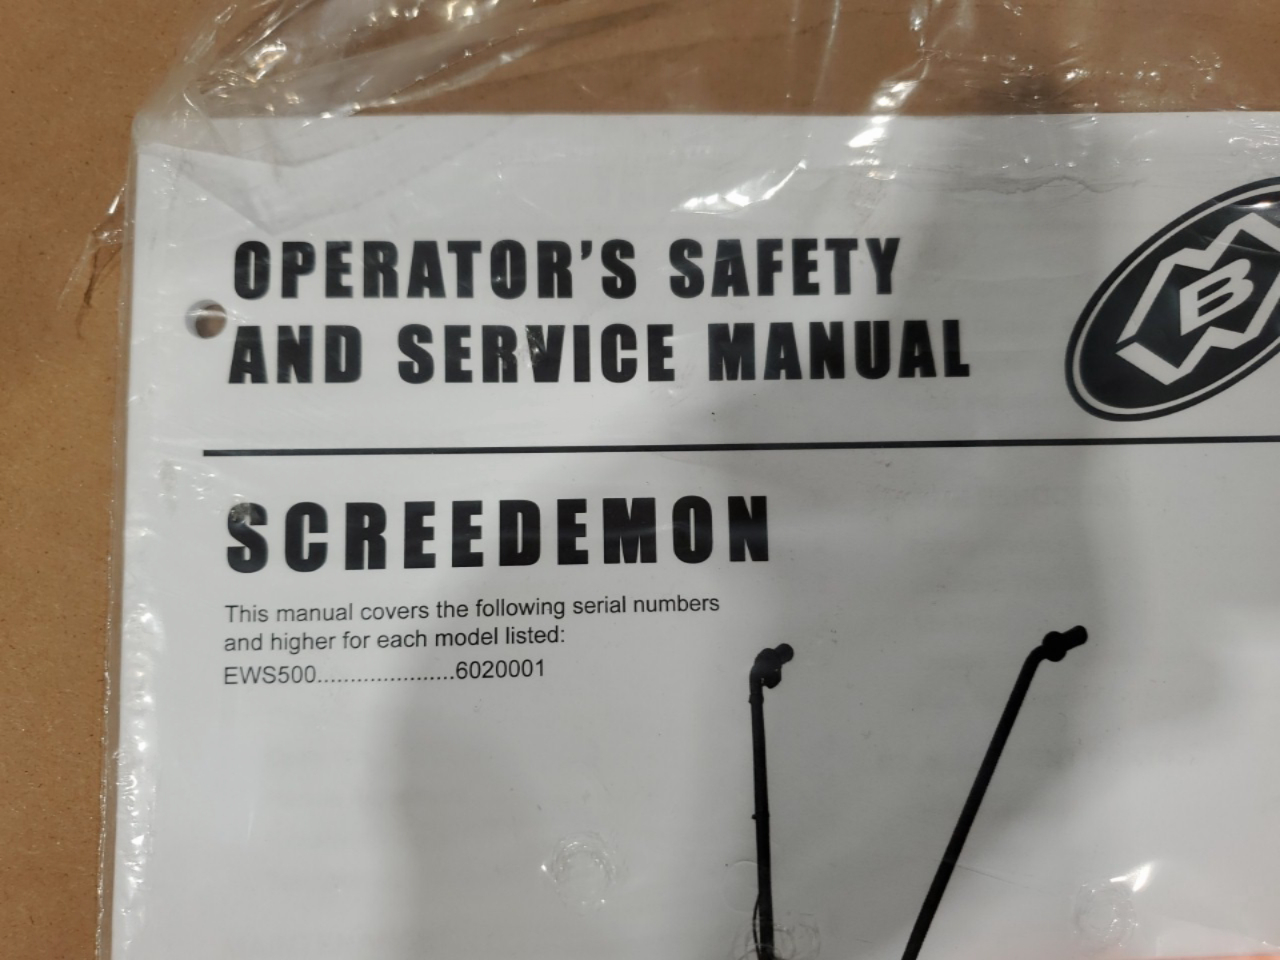 OPERATOR'S SAFETY
AND SERVICE MANUAL
MBW
SCREEDEMON
This manual covers the following serial numbers
and higher for each model listed:
EWS500.....................6020001